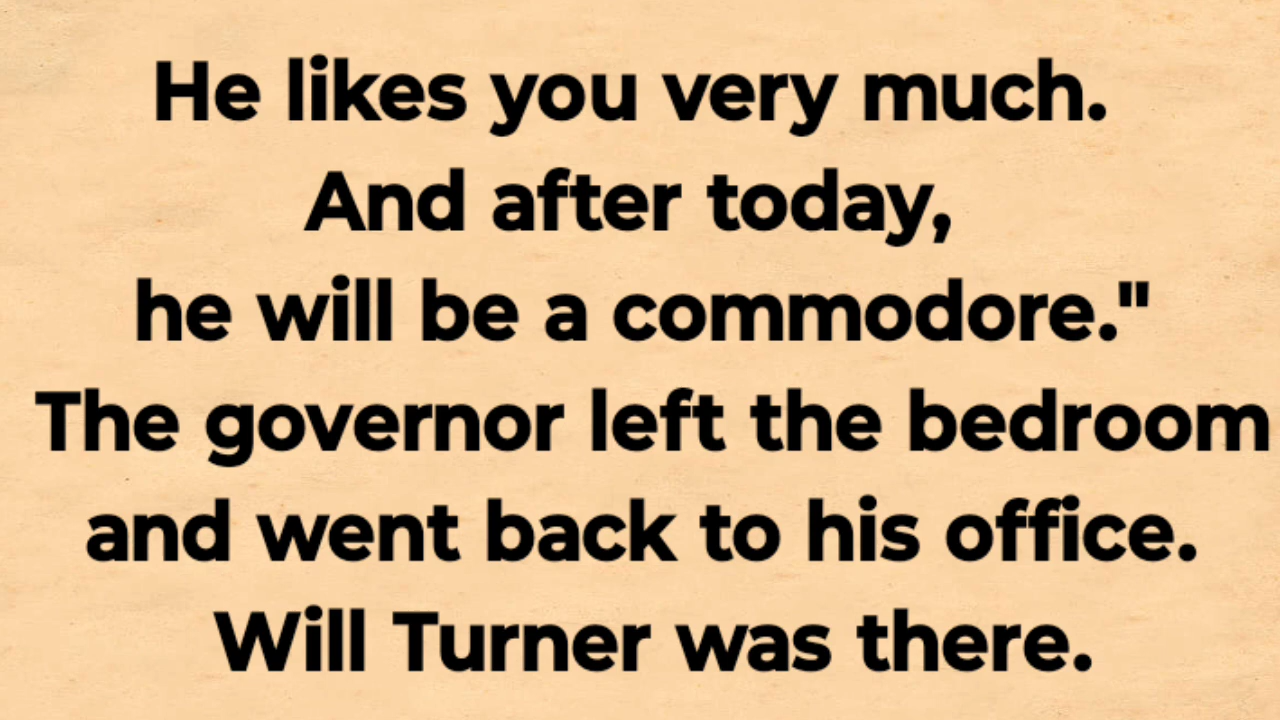 He likes you very much.
And after today,
he will be a commodore."
The governor left the bedroom
and went back to his office.
Will Turner was there.